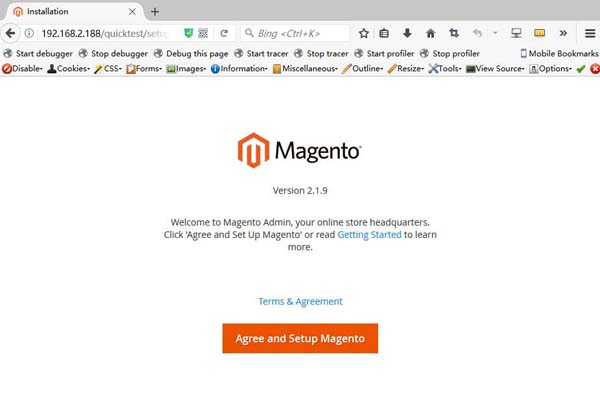 Installation
192.168.2.188/quicktest/setu
Bing <Ctrl+K>
Start debugger Stop debugger Debug this page Start tracer Stop tracer Start profiler Stop profiler Mobile Bookmarks
Disable Cookies CSS Forms Images Information Miscellaneous Outline Resize Tools View Source Options
Magento
Version 2.1.9
Welcome to Magento Admin, your online store headquarters.
Click 'Agree and Set Up Magento' or read Getting Started to learn
more.
Terms & Agreement
Agree and Setup Magento